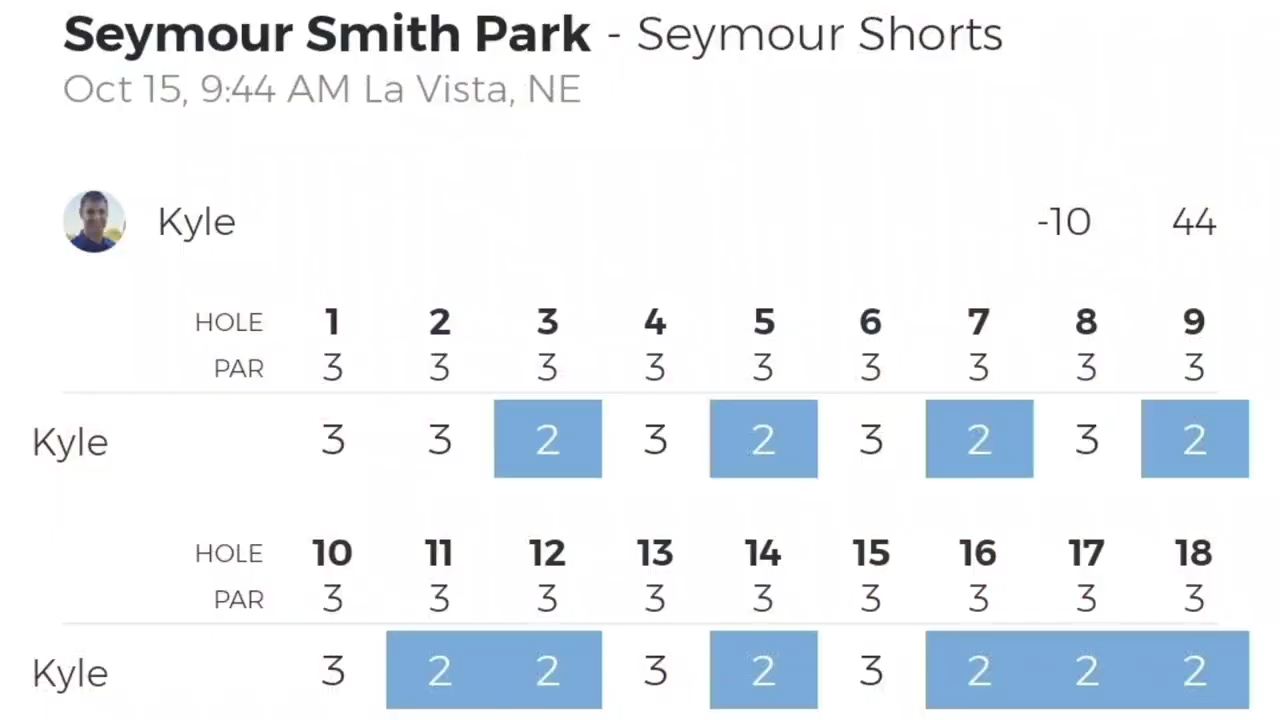 Seymour Smith Park - Seymour Shorts
Oct 15, 9:44 AM La Vista, NE
Kyle -10 44
HOLE 1 2 3 4 5 6 7 8 9
PAR 3 3 3 3 3 3 3 3 3
Kyle 3 3 2 3 2 3 2 3 2
HOLE 10 11 12 13 14 15 16 17 18
PAR 3 3 3 3 3 3 3 3 3
Kyle 3 2 2 3 2 3 2 2 2